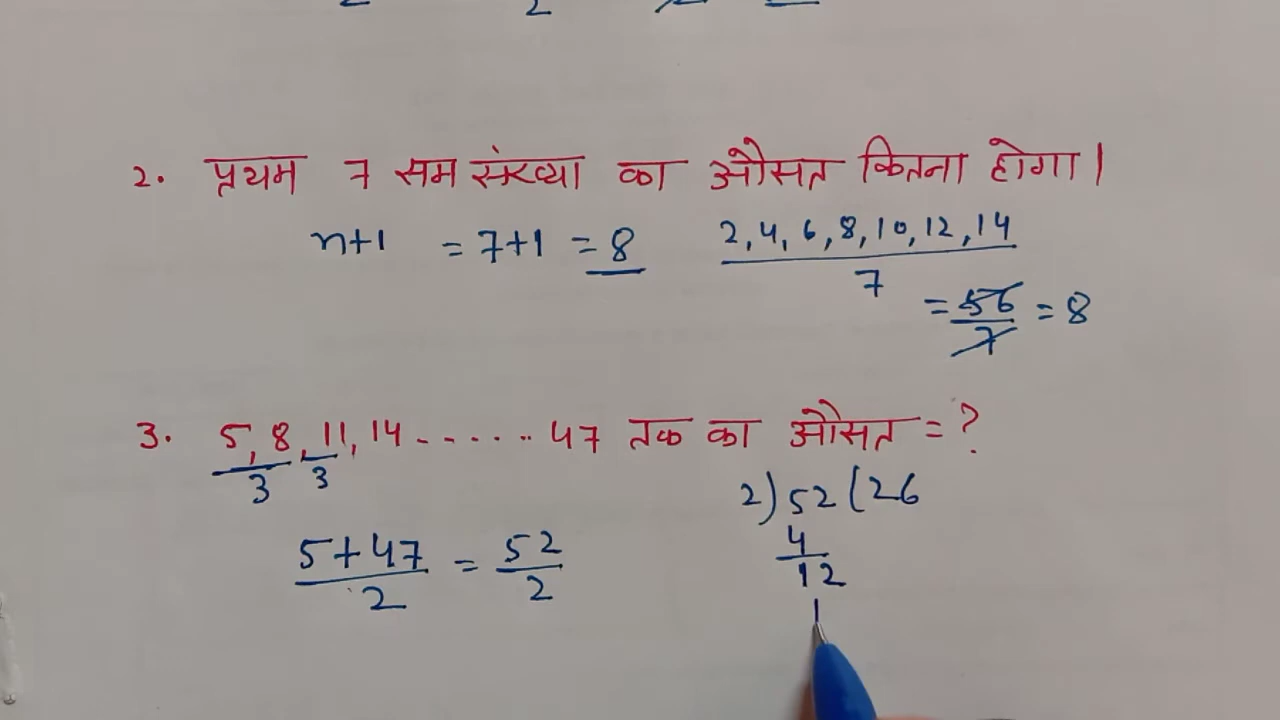 2. प्रथम 7 सम संख्या का औसत कितना होगा।
n+1 = 7+1 = 8
2, 4, 6, 8, 10, 12, 14
7
= 56/7 = 8
3. 5, 8, 11, 14 ------- 47 तक का औसत = ?
3 3
5+47/2 = 52/2
2) 52 (26
4
12
1